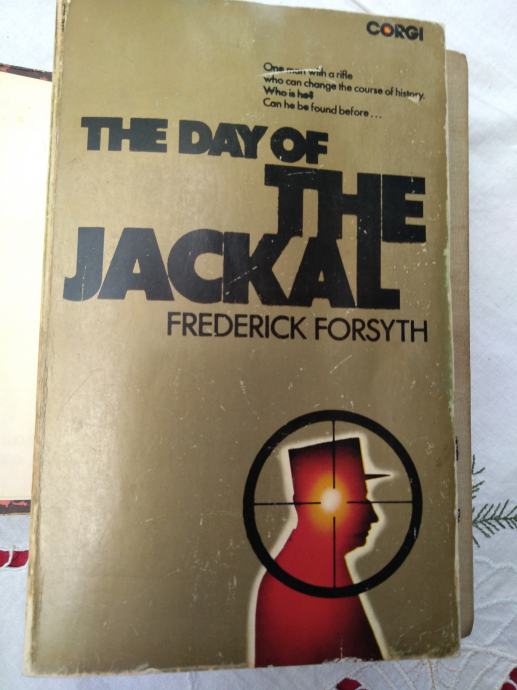 CORGI
One man with a rifle
who can change the course of history.
Who is he?
Can he be found before...
THE DAY OF
THE
JACKAL
FREDERICK FORSYTH